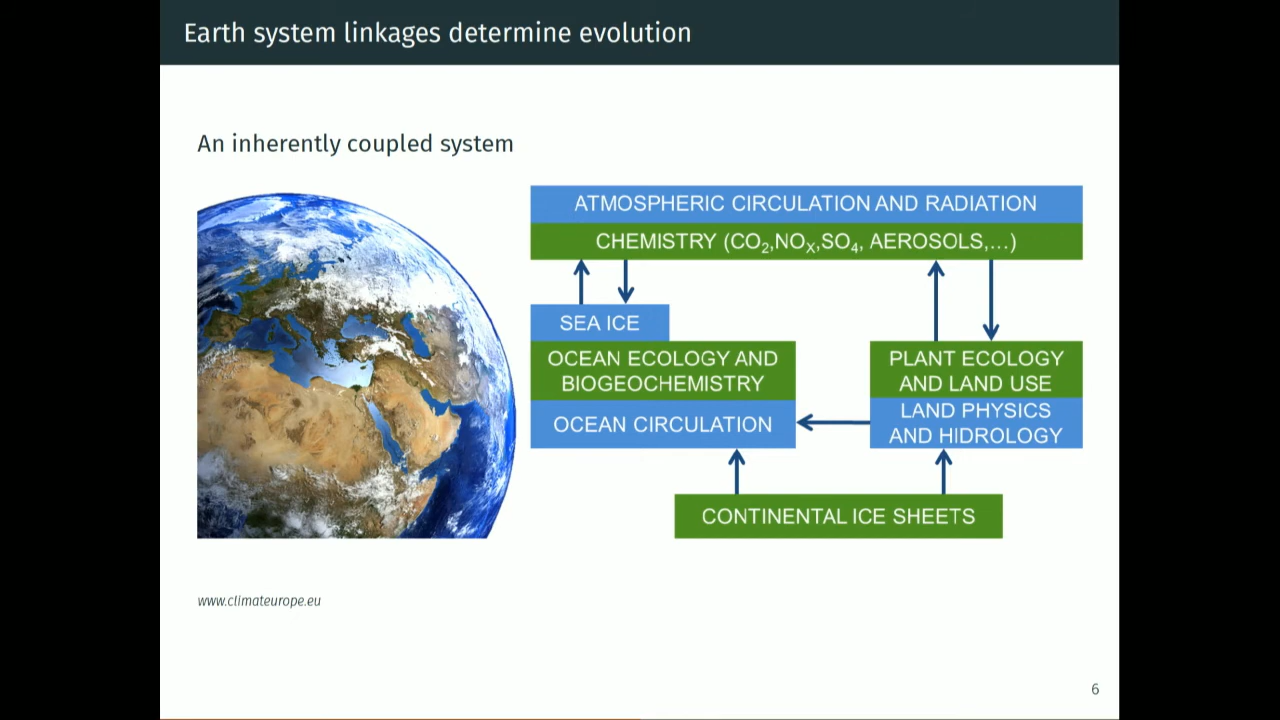 Earth system linkages determine evolution
An inherently coupled system
ATMOSPHERIC CIRCULATION AND RADIATION
CHEMISTRY (CO₂,NOₓ,SO₄, AEROSOLS,...)
SEA ICE
OCEAN ECOLOGY AND
BIOGEOCHEMISTRY
OCEAN CIRCULATION
PLANT ECOLOGY
AND LAND USE
LAND PHYSICS
AND HIDROLOGY
CONTINENTAL ICE SHEETS
www.climateurope.eu
6